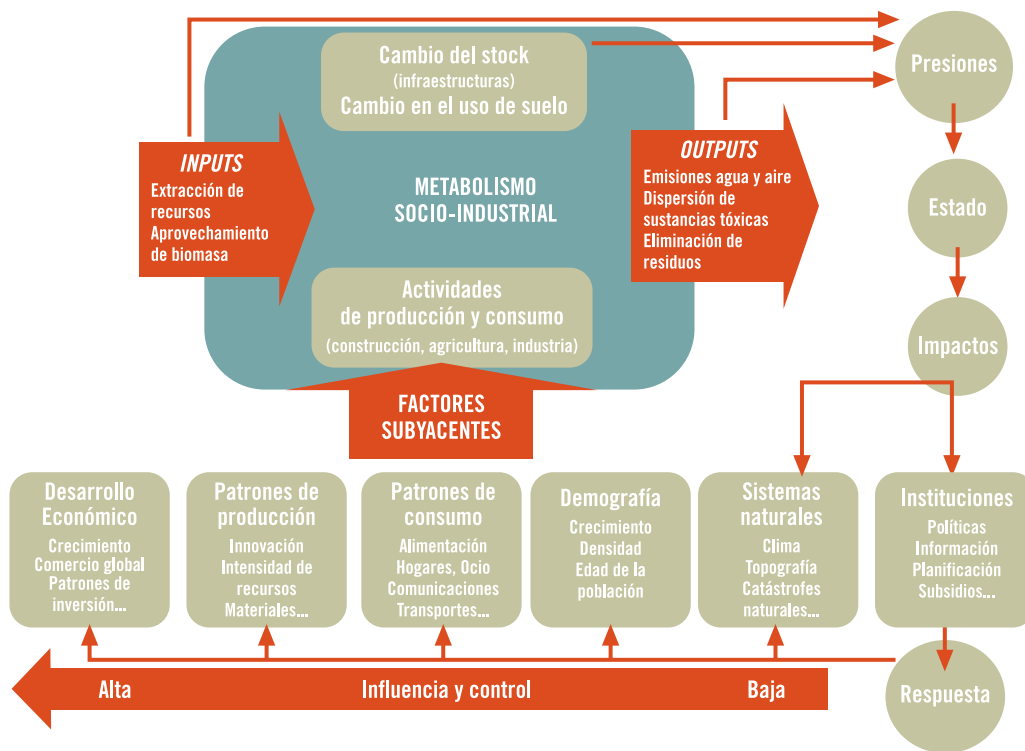 Cambio del stock
(infraestructuras)
Cambio en el uso de suelo
Presiones
INPUTS
Extracción de
recursos
Aprovechamiento
de biomasa
METABOLISMO
SOCIO-INDUSTRIAL
OUTPUTS
Emisiones agua y aire
Dispersión de
sustancias tóxicas
Eliminación de
residuos
Estado
Actividades
de producción y consumo
(construcción, agricultura, industria)
Impactos
FACTORES
SUBYACENTES
Desarrollo
Económico
Crecimiento
Comercio global
Patrones de
inversión...
Patrones de
producción
Innovación
Intensidad de
recursos
Materiales...
Patrones de
consumo
Alimentación
Hogares, Ocio
Comunicaciones
Transportes...
Demografía
Crecimiento
Densidad
Edad de la
población
Sistemas
naturales
Clima
Topografía
Catástrofes
naturales...
Instituciones
Políticas
Información
Planificación
Subsidios...
Alta
Influencia y control
Baja
Respuesta